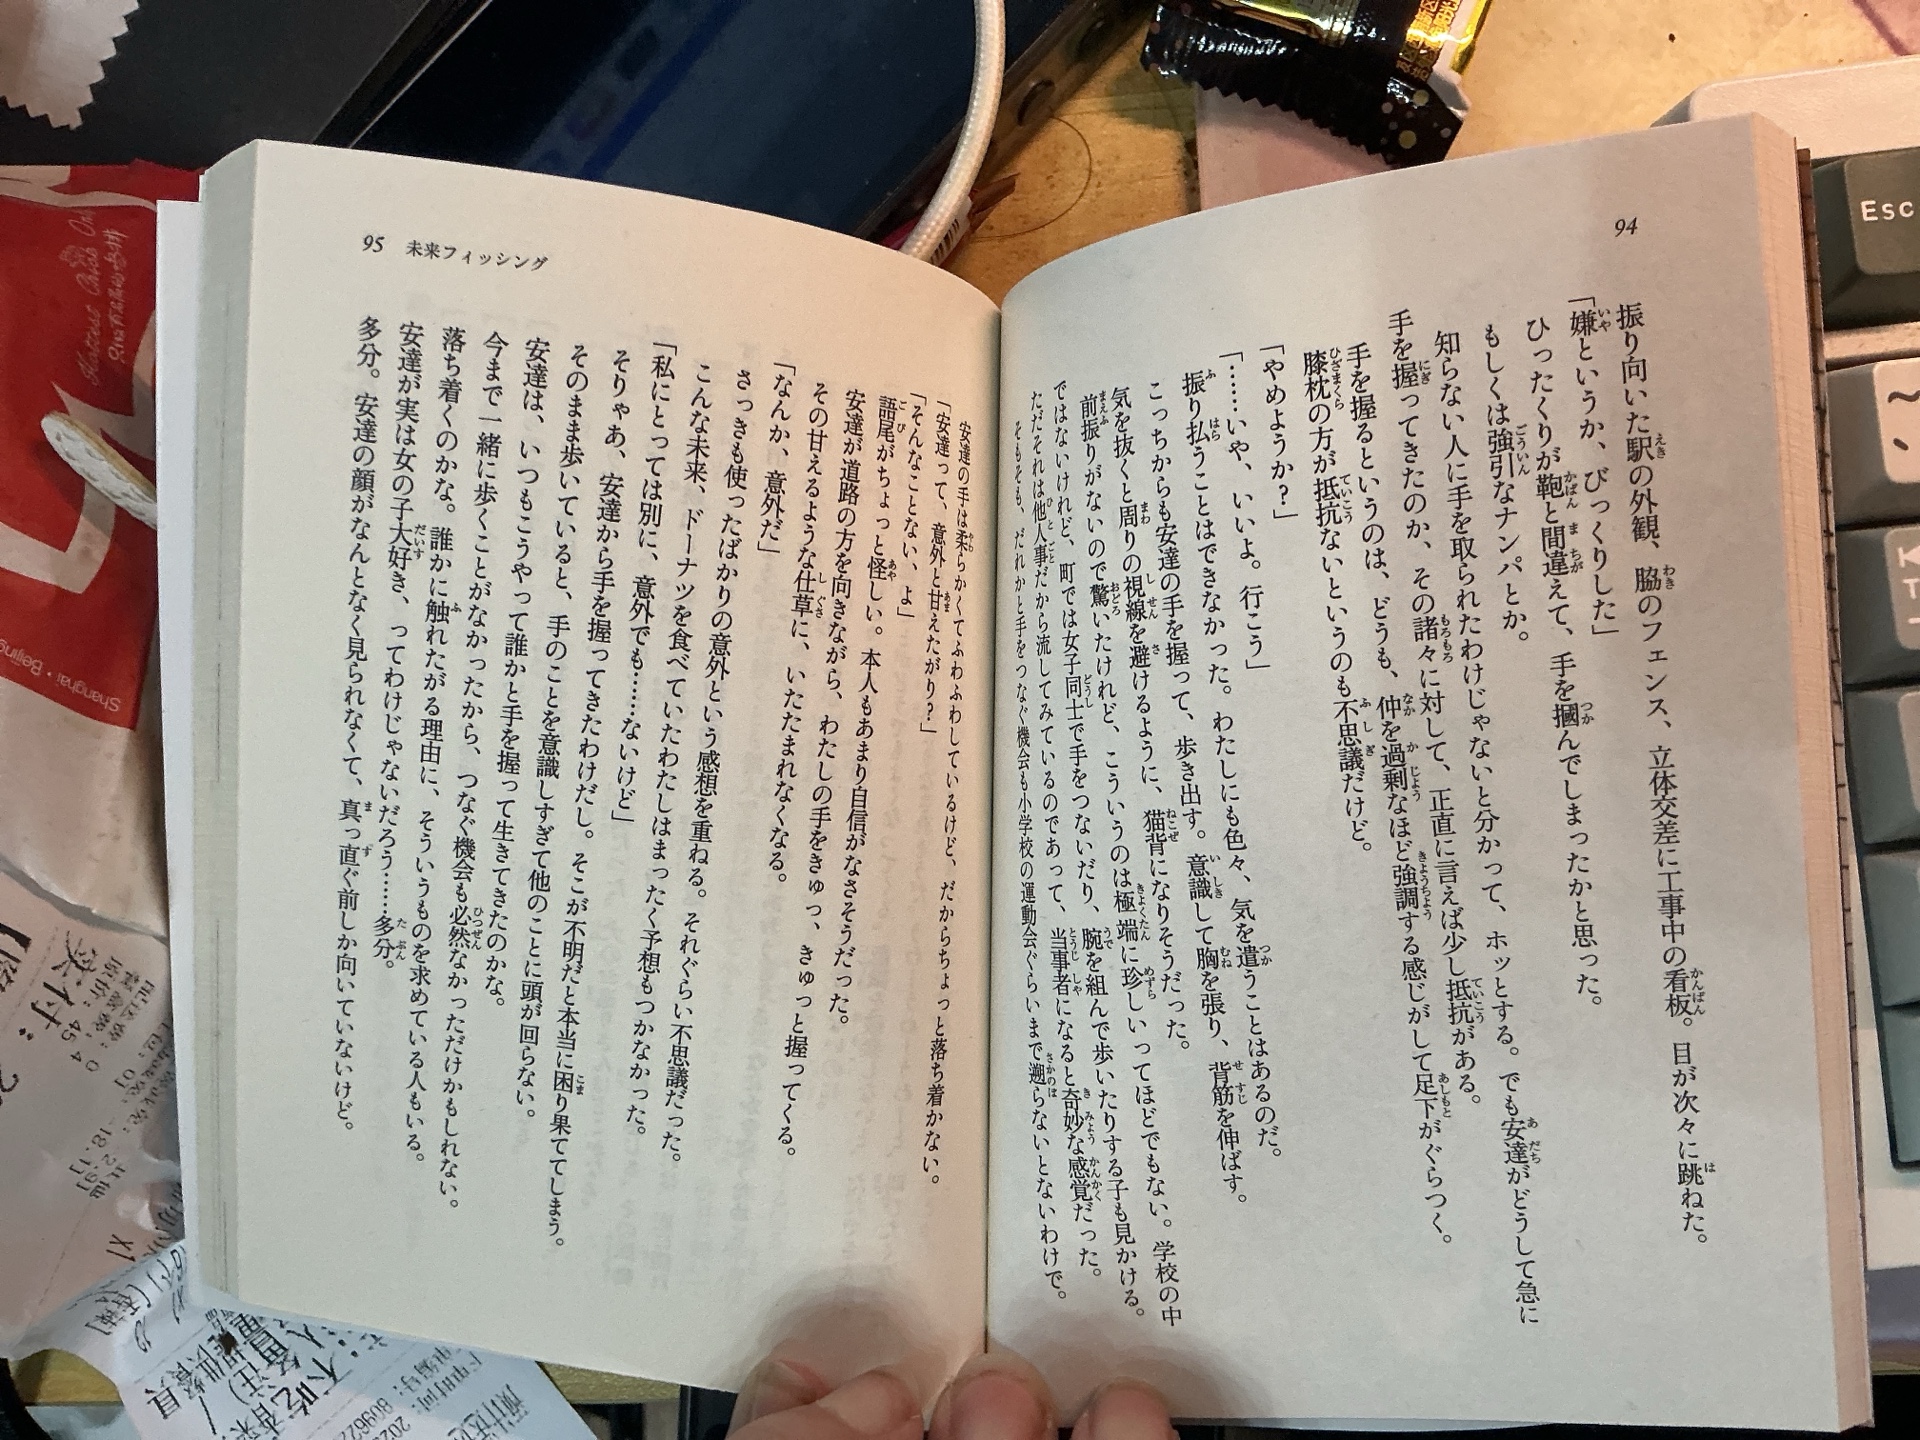 94
振り向いた駅の外観、脇のフェンス、立体交差に工事中の看板。目が次々に跳ねた。
「嫌というか、びっくりした」
ひったくりが鞄と間違えて、手を摑んでしまったかと思った。
もしくは強引なナンパとか。
知らない人に手を取られたわけじゃないと分かって、ホッとする。でも安達がどうして急に
手を握ってきたのか、その諸々に対して、正直に言えば少し抵抗がある。
手を握るというのは、どうも、仲を過剰なほど強調する感じがして足下がぐらつく。
膝枕の方が抵抗ないというのも不思議だけど。
「やめようか？」
「……いや、いいよ。行こう」
振り払うことはできなかった。わたしにも色々、気を遣うことはあるのだ。
こっちからも安達の手を握って、歩き出す。意識して胸を張り、背筋を伸ばす。
気を抜くと周りの視線を避けるように、猫背になりそうだった。
前振りがないので驚いたけれど、こういうのは極端に珍しいってほどでもない。学校の中
ではないけれど、町では女子同士で手をつないだり、腕を組んで歩いたりする子も見かける。
ただそれは他人事だから流してみているのであって、当事者になると奇妙な感覚だった。
そもそも、だれかと手をつなぐ機会も小学校の運動会ぐらいまで遡らないとないわけで。
95 未来フィッシング
安達の手は柔らかくてふわふわしているけど、だからちょっと落ち着かない。
「安達って、意外と甘えたがり？」
「そんなことない、よ」
語尾がちょっと怪しい。本人もあまり自信がなさそうだった。
安達が道路の方を向きながら、わたしの手をきゅっ、きゅっと握ってくる。
その甘えるような仕草に、いたたまれなくなる。
「なんか、意外だ」
さっきも使ったばかりの意外という感想を重ねる。それぐらい不思議だった。
こんな未来、ドーナツを食べていたわたしはまったく予想もつかなかった。
「私にとっては別に、意外でも……ないけど」
そりゃあ、安達から手を握ってきたわけだし。そこが不明だと本当に困り果ててしまう。
そのまま歩いていると、手のことを意識しすぎて他のことに頭が回らない。
安達は、いつもこうやって誰かと手を握って生きてきたのかな。
今まで一緒に歩くことがなかったから、つなぐ機会も必然なかっただけかもしれない。
落ち着くのかな。誰かに触れたがる理由に、そういうものを求めている人もいる。
安達が実は女の子大好き、ってわけじゃないだろう……多分。
多分。安達の顔がなんとなく見られなくて、真っ直ぐ前しか向いていないけど。
Esc
Shanghai・Beijing
实付: